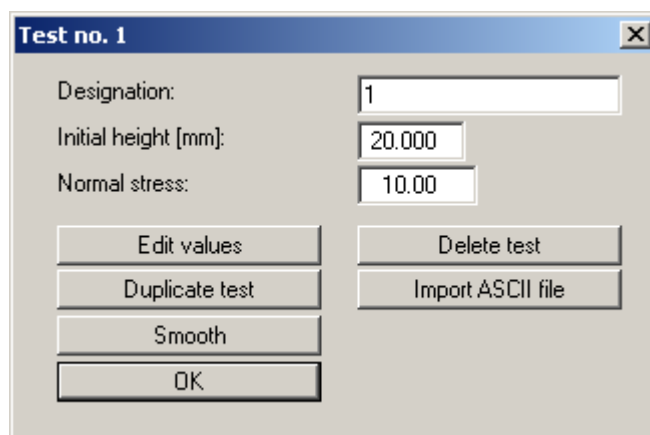 Test no. 1
Designation: 1
Initial height [mm]: 20.000
Normal stress: 10.00
Edit values Delete test
Duplicate test Import ASCII file
Smooth
OK